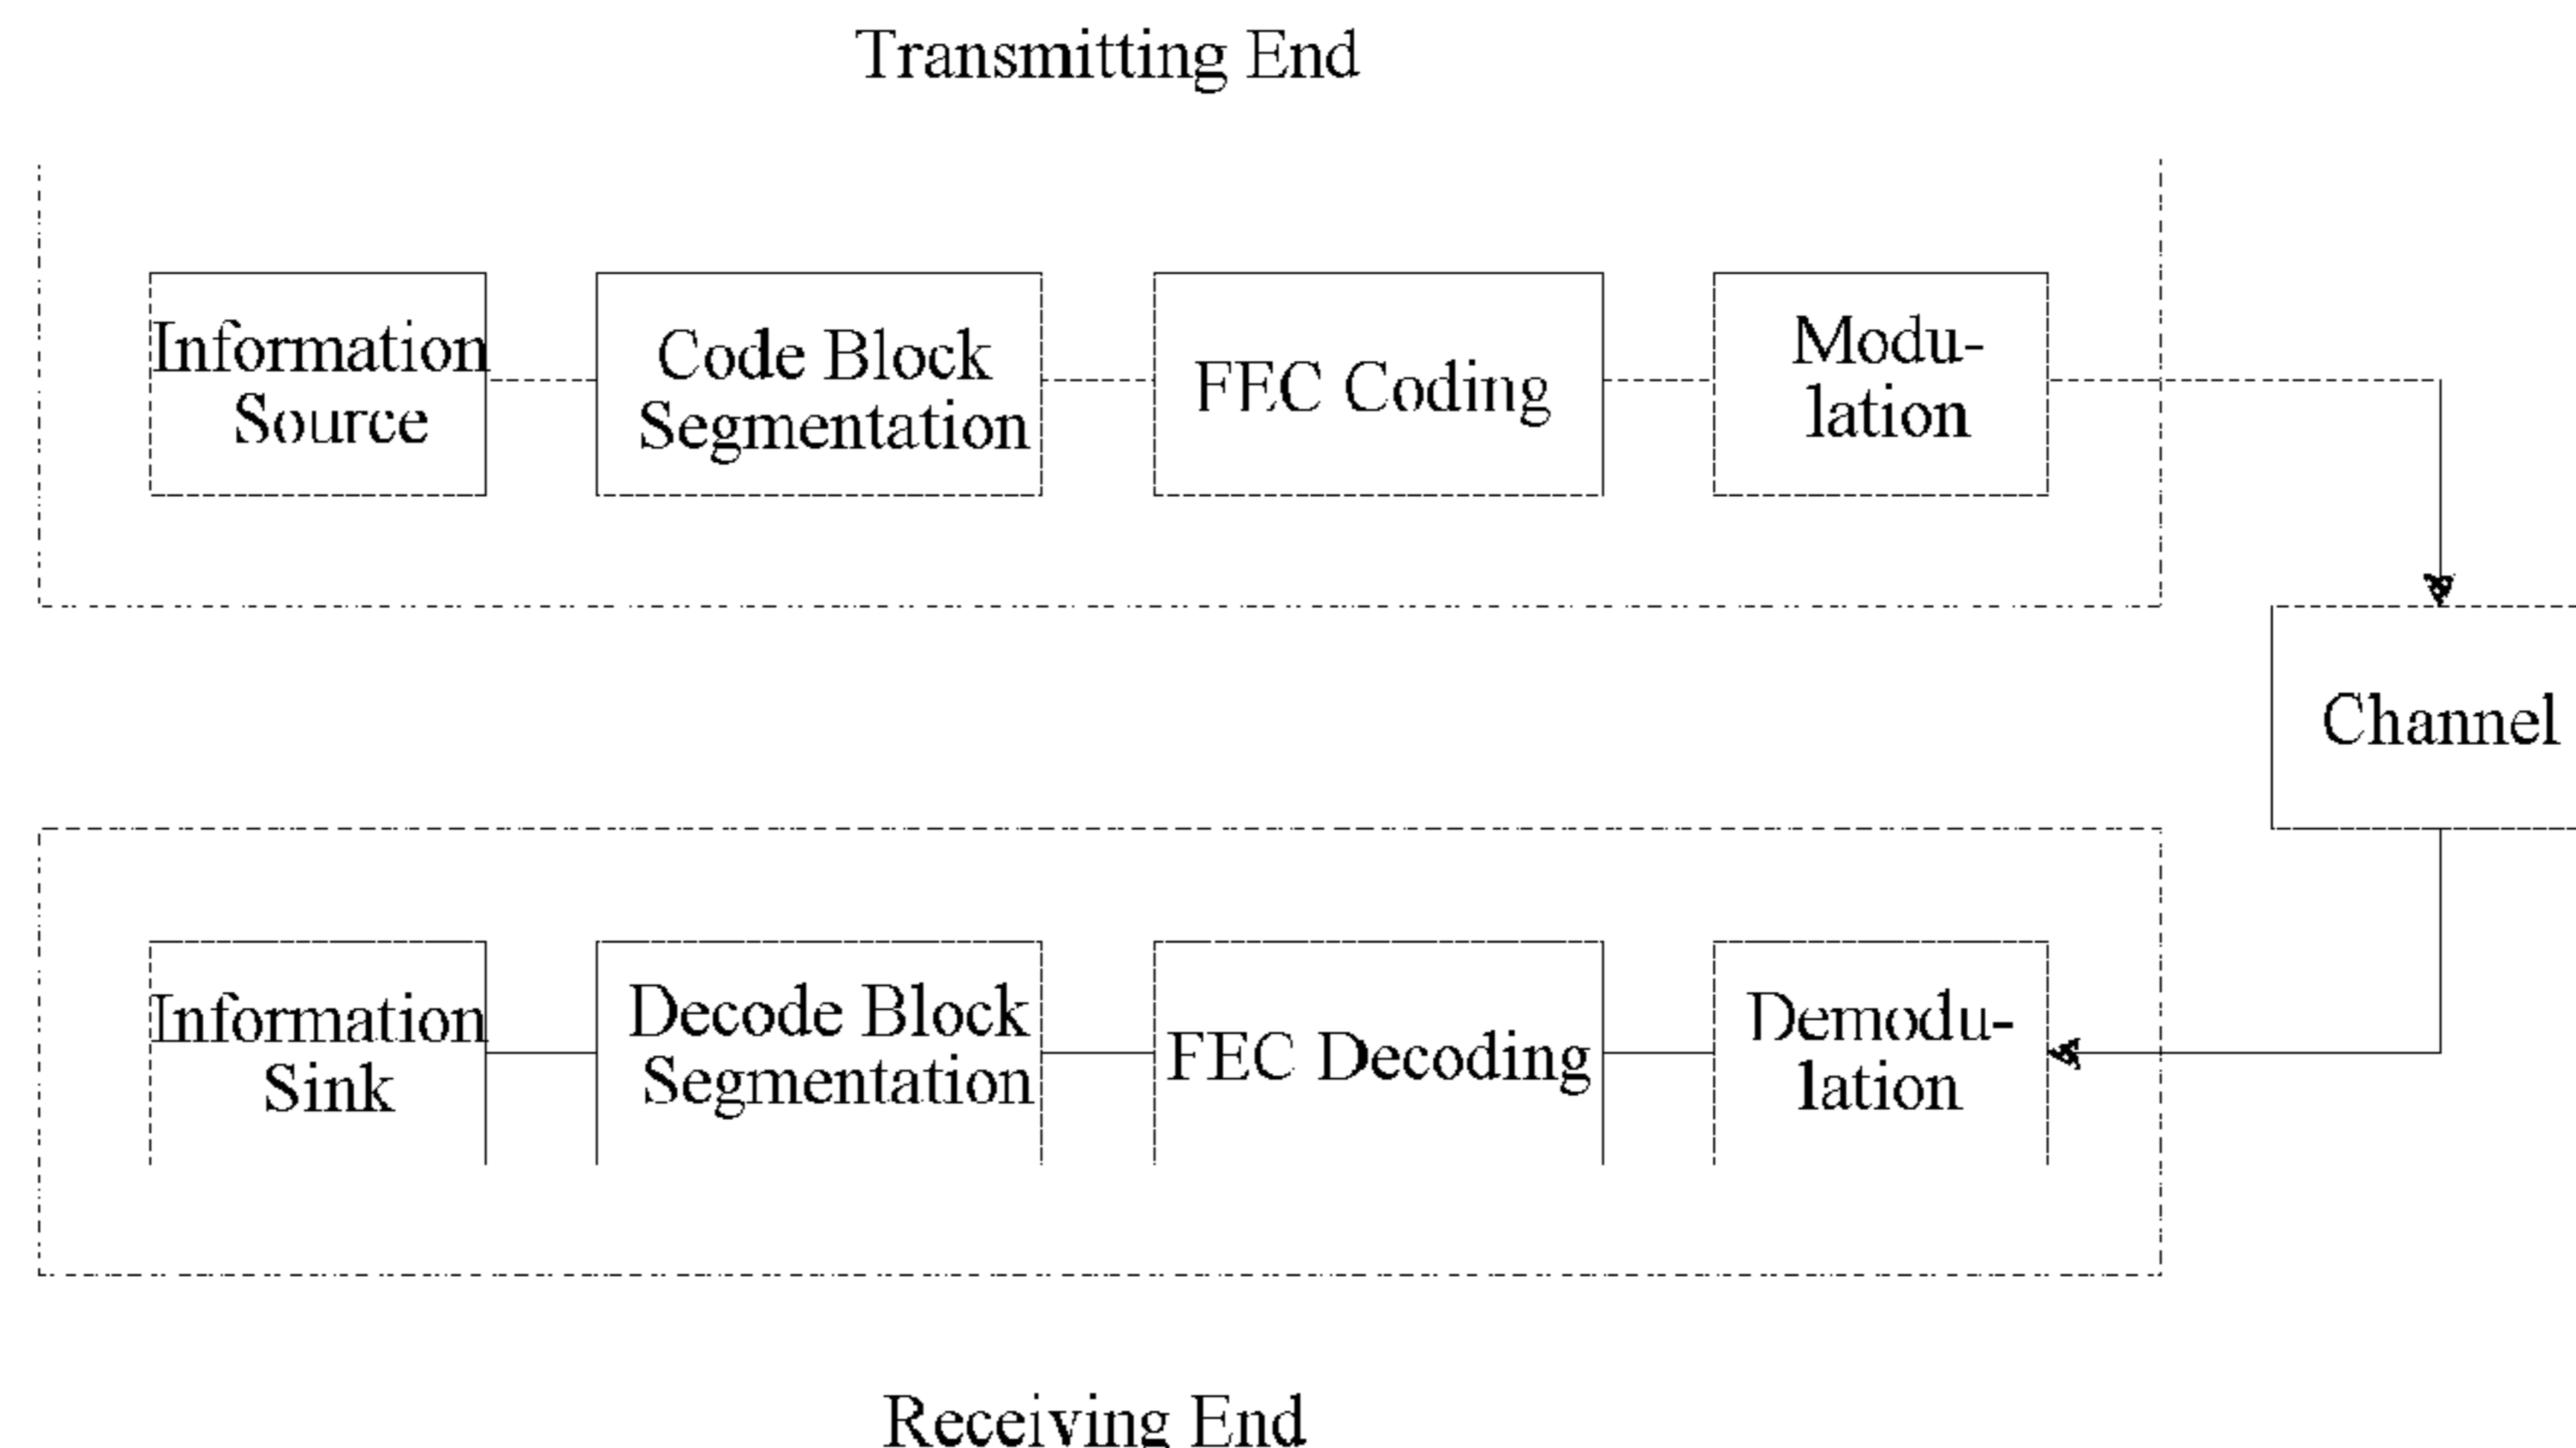 Transmitting End
Information
Source
Code Block
Segmentation
FEC Coding
Modu-
lation
Channel
Information
Sink
Decode Block
Segmentation
FEC Decoding
Demodu-
lation
Receiving End